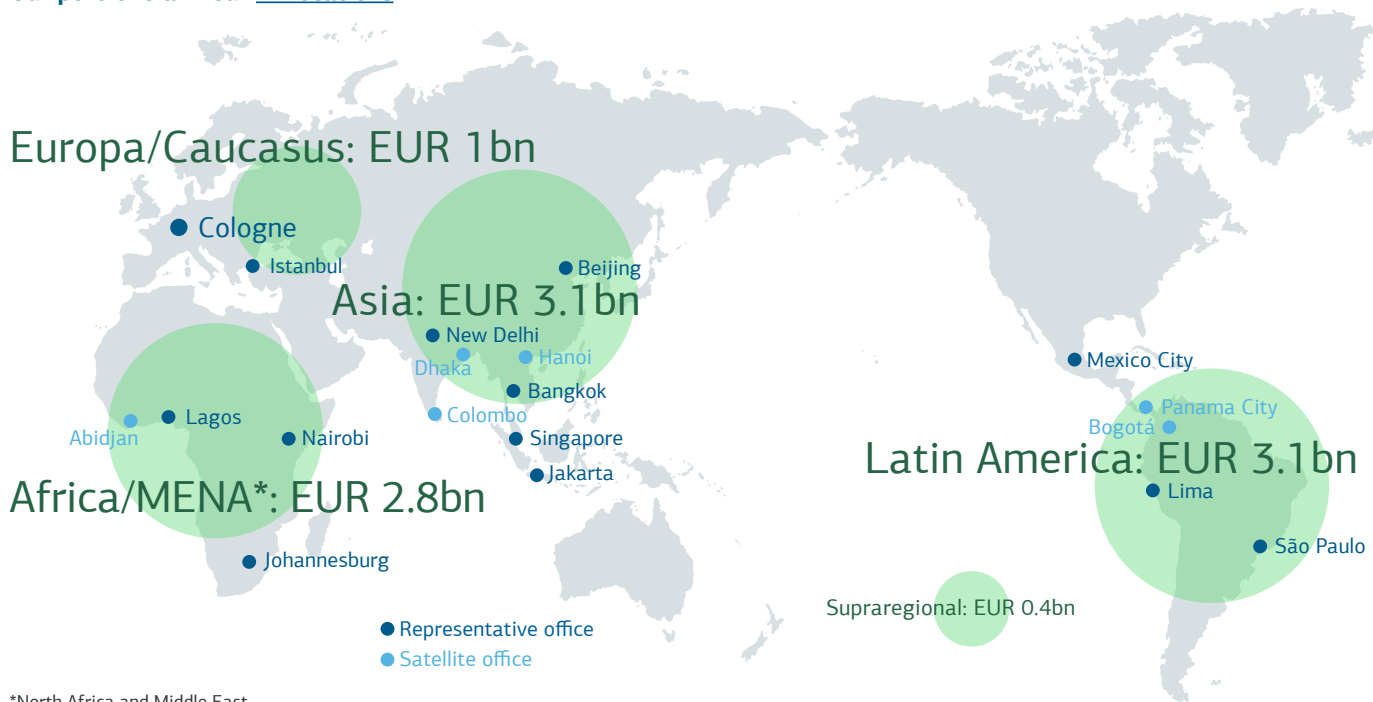 Europa/Caucasus: EUR 1bn
Cologne
Istanbul
Beijing
Asia: EUR 3.1bn
New Delhi
Dhaka
Hanoi
Bangkok
Colombo
Singapore
Jakarta
Lagos
Abidjan
Nairobi
Africa/MENA*: EUR 2.8bn
Johannesburg
Mexico City
Panama City
Bogotá
Latin America: EUR 3.1bn
Lima
São Paulo
Supraregional: EUR 0.4bn
Representative office
Satellite office
*North Africa and Middle East